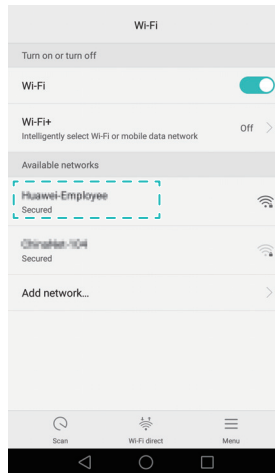 Wi-Fi
Turn on or turn off
Wi-Fi
Wi-Fi+
Intelligently select Wi-Fi or mobile data network
Off
Available networks
Huawei-Employee
Secured
Secured
Add network...
Scan
Wi-Fi direct
Menu